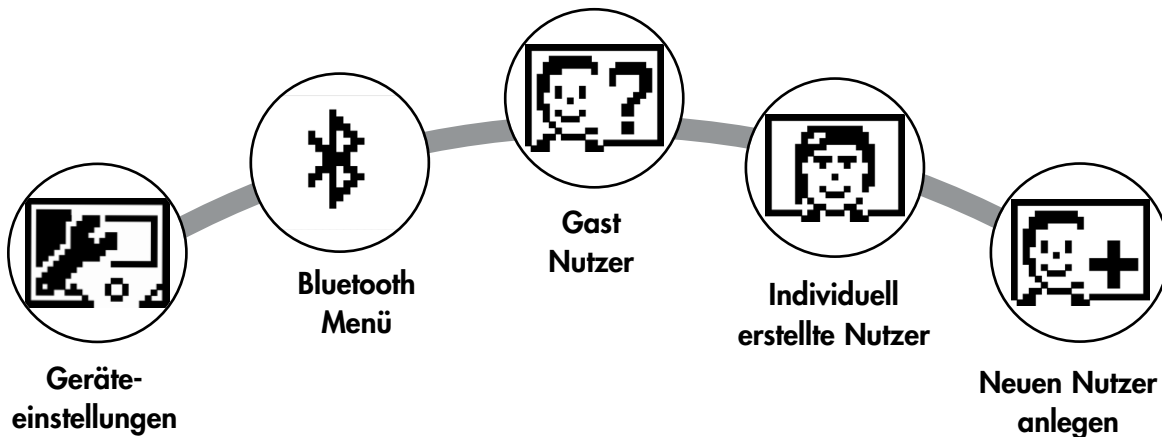 Geräte-
einstellungen
Bluetooth
Menü
Gast
Nutzer
Individuell
erstellte Nutzer
Neuen Nutzer
anlegen